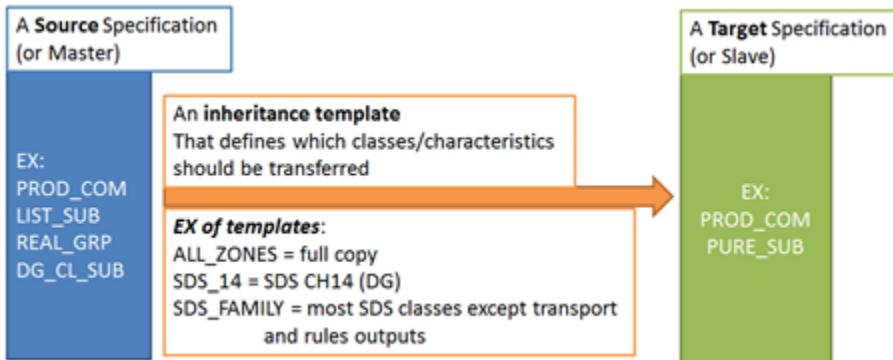 A Source Specification
(or Master)
EX:
PROD_COM
LIST_SUB
REAL_GRP
DG_CL_SUB
An inheritance template
That defines which classes/characteristics
should be transferred
EX of templates:
ALL_ZONES = full copy
SDS_14 = SDS CH14 (DG)
SDS_FAMILY = most SDS classes except transport
and rules outputs
A Target Specification
(or Slave)
EX:
PROD_COM
PURE_SUB